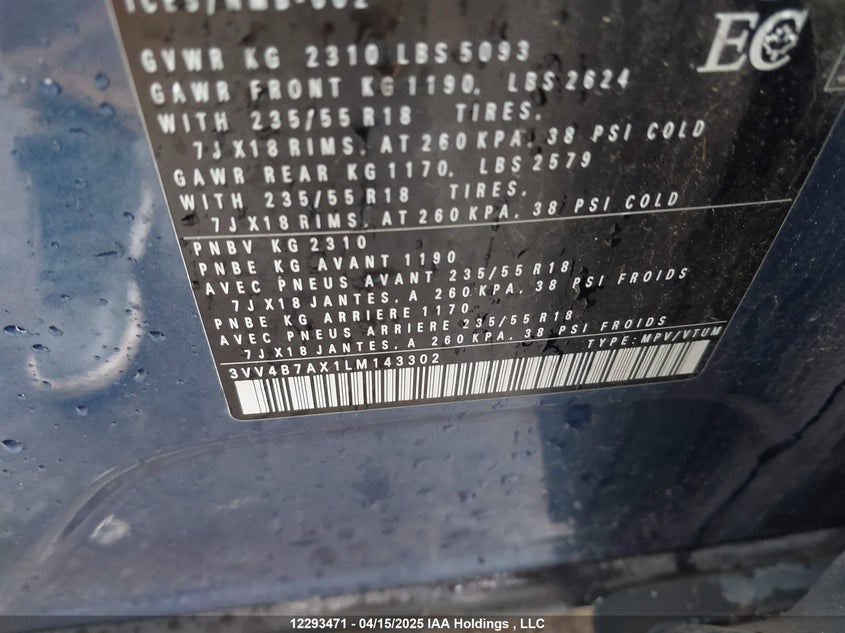 GVWR KG 2310 LBS 5093
GAWR FRONT KG 1190. LBS 2624
WITH 235/55 R18 TIRES.
7J X18 RIMS. AT 260 KPA. 38 PSI COLD
GAWR REAR KG 1170. LBS 2579
WITH 235/55 R18 TIRES.
7J X18 RIMS. AT 260 KPA. 38 PSI COLD
EC
PNBV KG 2310
PNBE KG AVANT 1190
AVEC PNEUS AVANT 235/55 R18
7J X18 JANTES. A 260 KPA. 38 PSI FROIDS
PNBE KG ARRIERE 1170
AVEC PNEUS ARRIERE 235/55 R18
7J X18 JANTES. A 260 KPA. 38 PSI FROIDS
TYPE: MPV/VTUM
3VV4B7AX1LM143302
12293471 - 04/15/2025 IAA Holdings , LLC